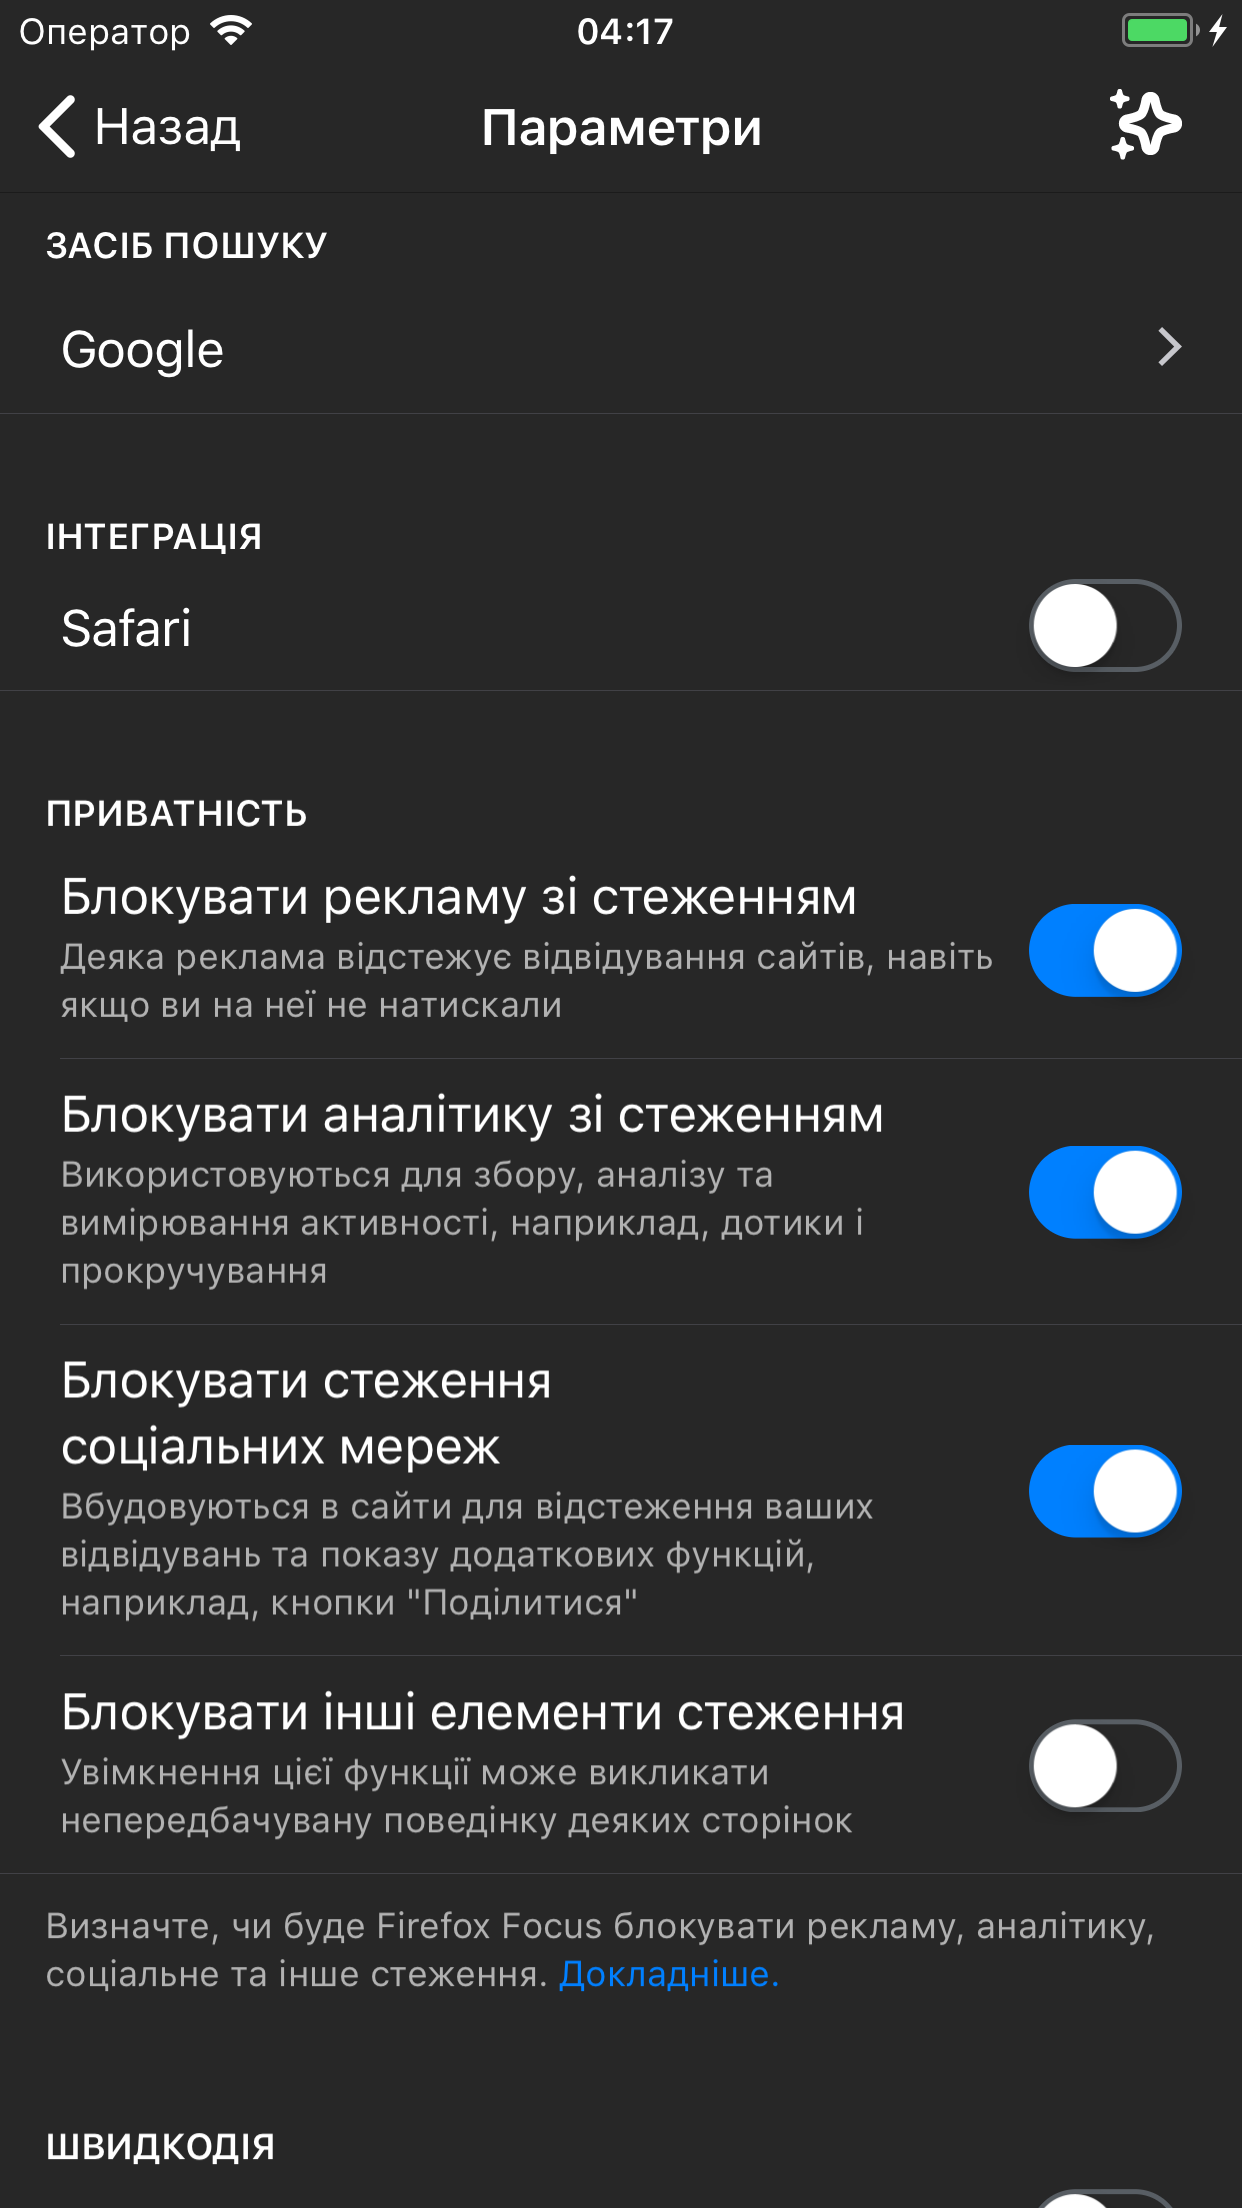 Оператор
04:17
Назад
Параметри
ЗАСІБ ПОШУКУ
Google
ІНТЕГРАЦІЯ
Safari
ПРИВАТНІСТЬ
Блокувати рекламу зі стеженням
Деяка реклама відстежує відвідування сайтів, навіть
якщо ви на неї не натискали
Блокувати аналітику зі стеженням
Використовуються для збору, аналізу та
вимірювання активності, наприклад, дотики і
прокручування
Блокувати стеження
соціальних мереж
Вбудовуються в сайти для відстеження ваших
відвідувань та показу додаткових функцій,
наприклад, кнопки "Поділитися"
Блокувати інші елементи стеження
Увімкнення цієї функції може викликати
непередбачувану поведінку деяких сторінок
Визначте, чи буде Firefox Focus блокувати рекламу, аналітику,
соціальне та інше стеження. Докладніше.
ШВИДКОДІЯ